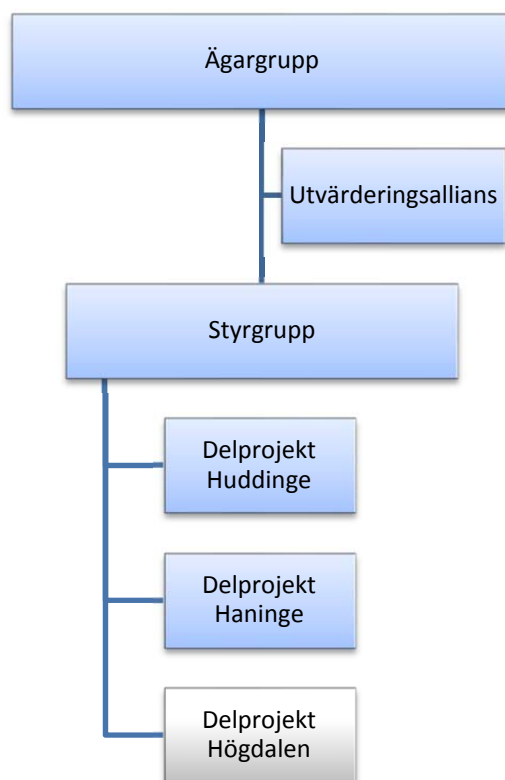 Ägargrupp
Utvärderingsallians
Styrgrupp
Delprojekt
Huddinge
Delprojekt
Haninge
Delprojekt
Högdalen